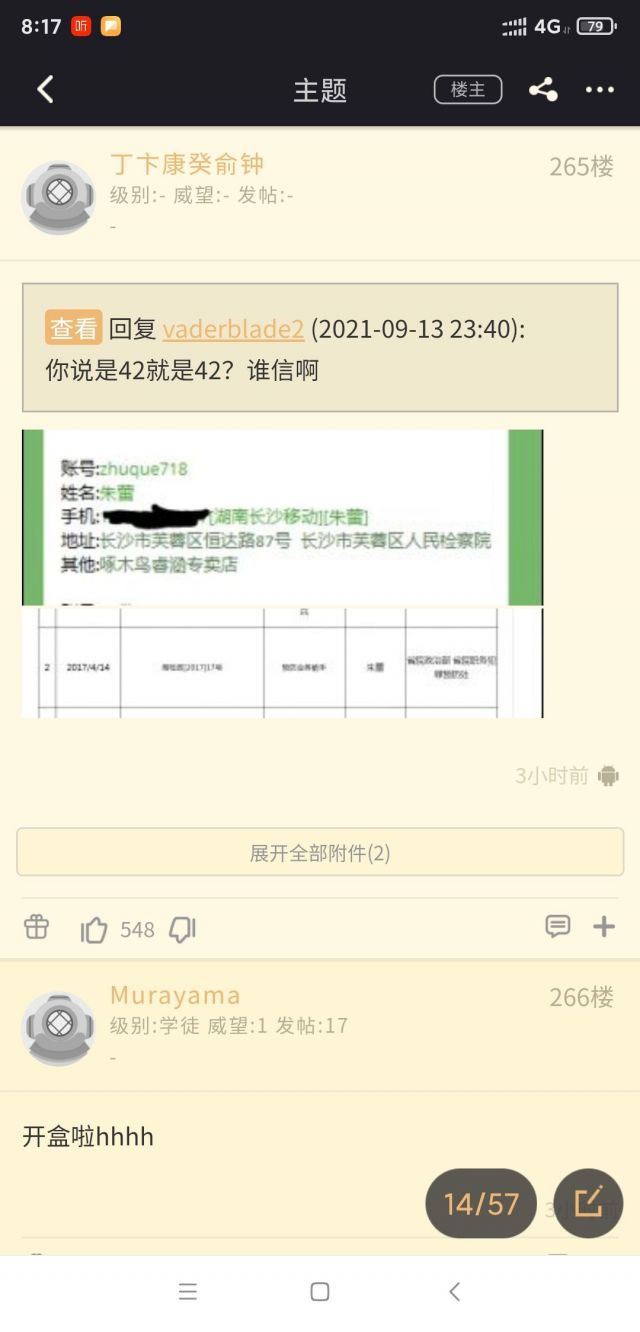 8:17
听
4G
79
主题
楼主
丁卞康癸俞钟
265楼
级别:- 威望:- 发帖:-
-
查看 回复 vaderblade2 (2021-09-13 23:40):
你说是42就是42？谁信啊
账号:zhuque718
姓名:朱蕾
手机:[湖南长沙移动][朱蕾]
地址:长沙市芙蓉区恒达路87号 长沙市芙蓉区人民检察院
其他:啄木鸟睿涵专卖店
2 2017/4/14 朱蕾
3小时前
展开全部附件(2)
548
Murayama
266楼
级别:学徒 威望:1 发帖:17
-
开盒啦hhhh
14/57